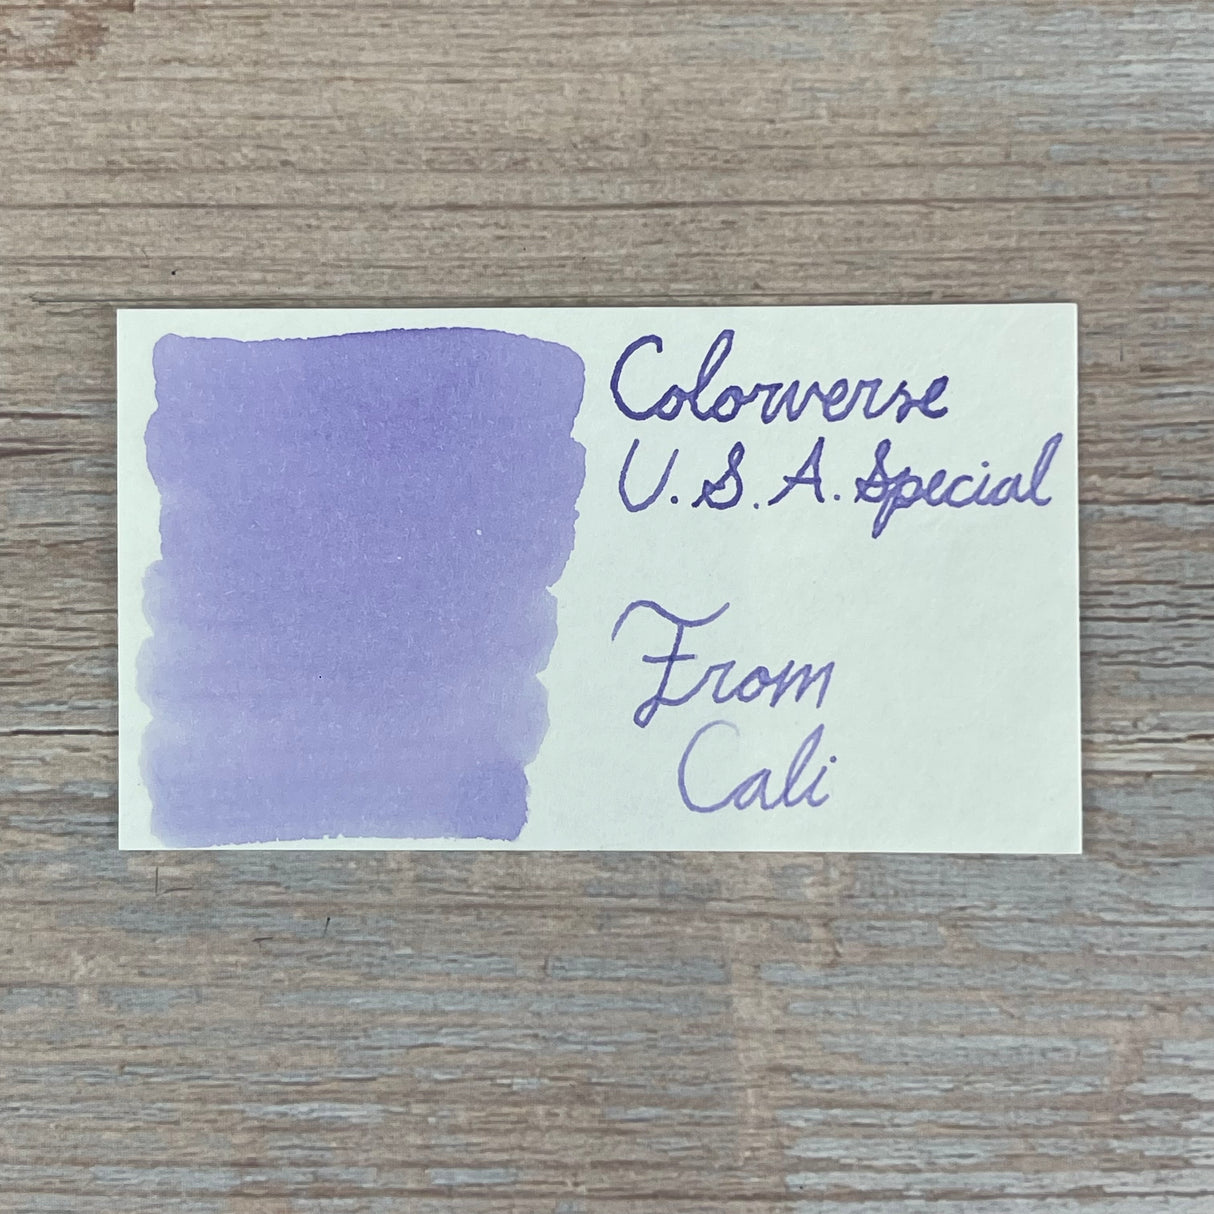 Colorverse
U. S. A. Special
From
Cali